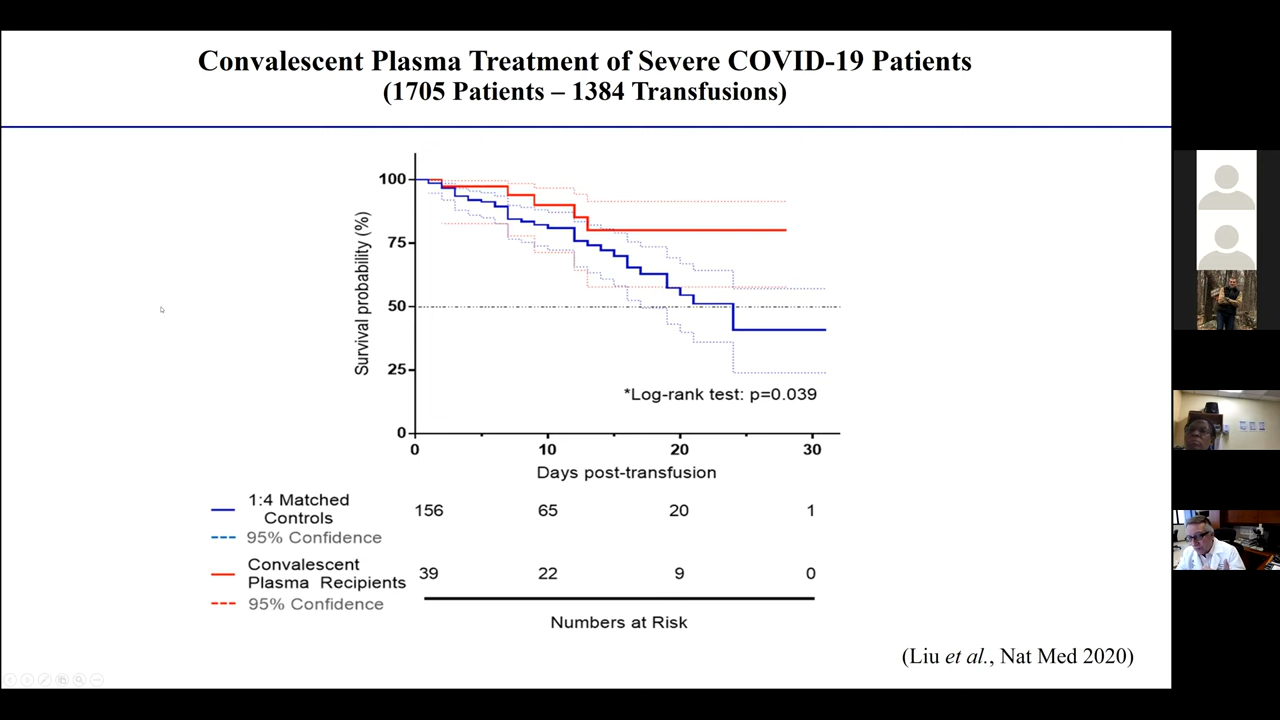 Convalescent Plasma Treatment of Severe COVID-19 Patients
(1705 Patients – 1384 Transfusions)
Survival probability (%)
100
75
50
25
0
*Log-rank test: p=0.039
0 10 20 30
Days post-transfusion
1:4 Matched
Controls
156 65 20 1
95% Confidence
Convalescent
Plasma Recipients
39 22 9 0
95% Confidence
Numbers at Risk
(Liu et al., Nat Med 2020)